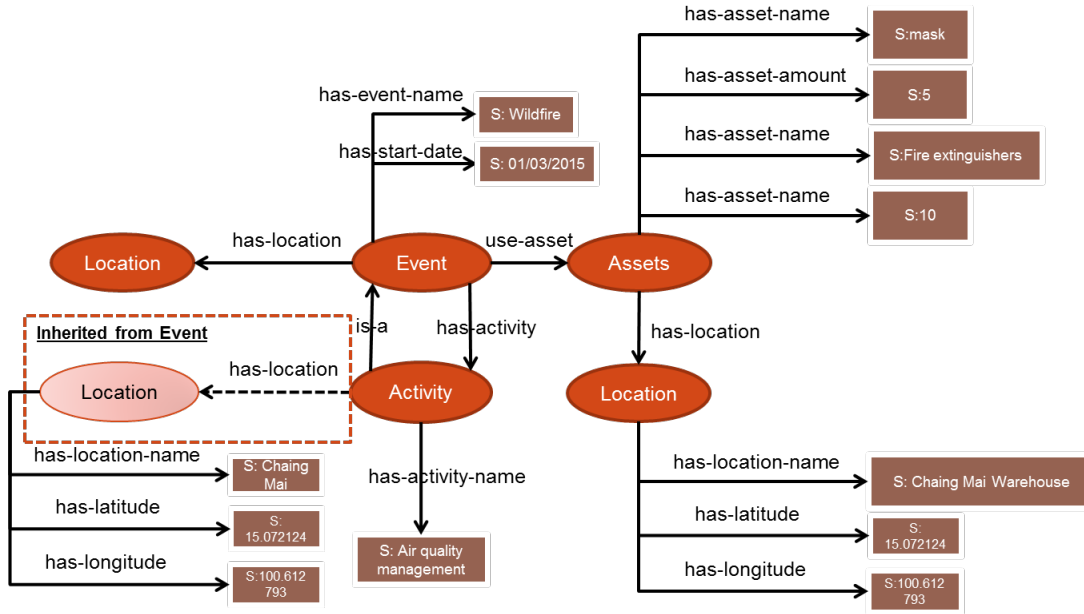 has-asset-name
S:mask
has-asset-amount
S:5
has-event-name
S: Wildfire
has-asset-name
S:Fire extinguishers
has-start-date
S: 01/03/2015
has-asset-name
S:10
has-location
use-asset
Location
Event
Assets
Inherited from Event
is-a
has-activity
has-location
has-location
Location
Activity
Location
has-location-name
S: Chaing
Mai
has-activity-name
has-location-name
S: Chaing Mai Warehouse
has-latitude
S:
15.072124
has-latitude
S:
15.072124
S: Air quality
management
has-longitude
S:100.612
793
has-longitude
S:100.612
793